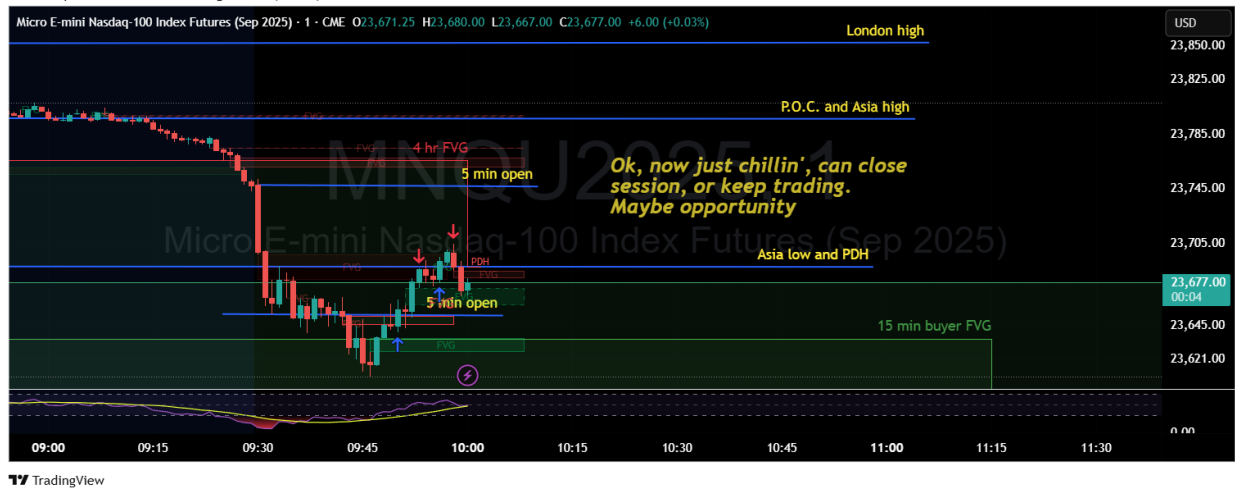 Micro E-mini Nasdaq-100 Index Futures (Sep 2025) · 1 · CME O23,671.25 H23,680.00 L23,667.00 C23,677.00 +6.00 (+0.03%)
USD
London high
23,850.00
23,825.00
P.O.C. and Asia high
FVG
23,785.00
FVG
4 hr FVG
FVG
MNQU2025, 1
Ok, now just chillin', can close
session, or keep trading.
Maybe opportunity
5 min open
23,745.00
Micro E-mini Nasdaq-100 Index Futures (Sep 2025)
23,705.00
Asia low and PDH
PDH
FVG
FVG
23,677.00
00:04
5 min open
FVG
15 min buyer FVG
23,645.00
FVG
23,621.00
0.00
09:00
09:15
09:30
09:45
10:00
10:15
10:30
10:45
11:00
11:15
11:30
TradingView